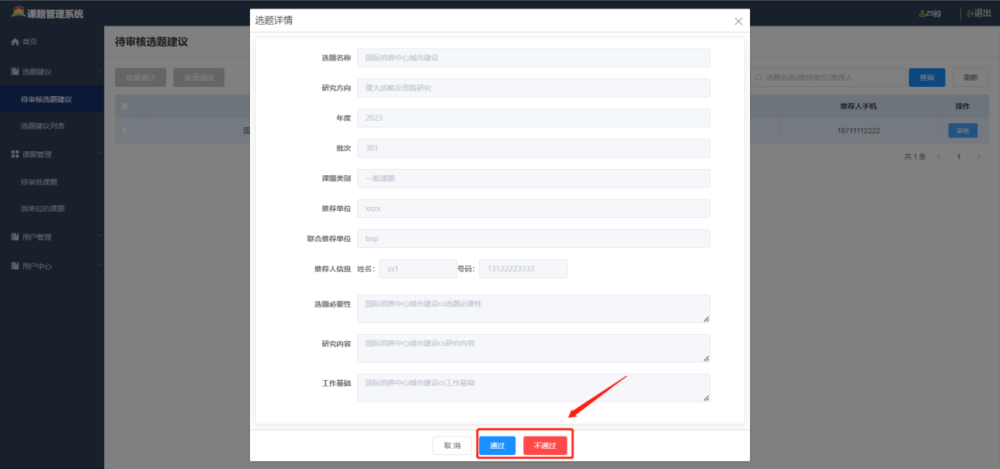 课题管理系统
zsjg
退出
首页
选题建议
待审核选题建议
选题建议列表
课题管理
待审批课题
我单位的课题
用户管理
用户中心
待审核选题建议
批量通过
批量退回
选题名称/推荐单位/推荐人
查询
刷新
推荐人手机
操作
国
18711112222
审核
共 1 条
1
选题详情
选题名称 国际消费中心城市建设
研究方向 重大战略及思路研究
年度 2023
批次 301
课题类别 一般课题
推荐单位 xxzx
联合推荐单位 bxp
推荐人信息 姓名: zs1 号码: 13122223333
选题必要性 国际消费中心城市建设cs选题必要性
研究内容 国际消费中心城市建设cs研究内容
工作基础 国际消费中心城市建设cs工作基础
取 消 通过 不通过